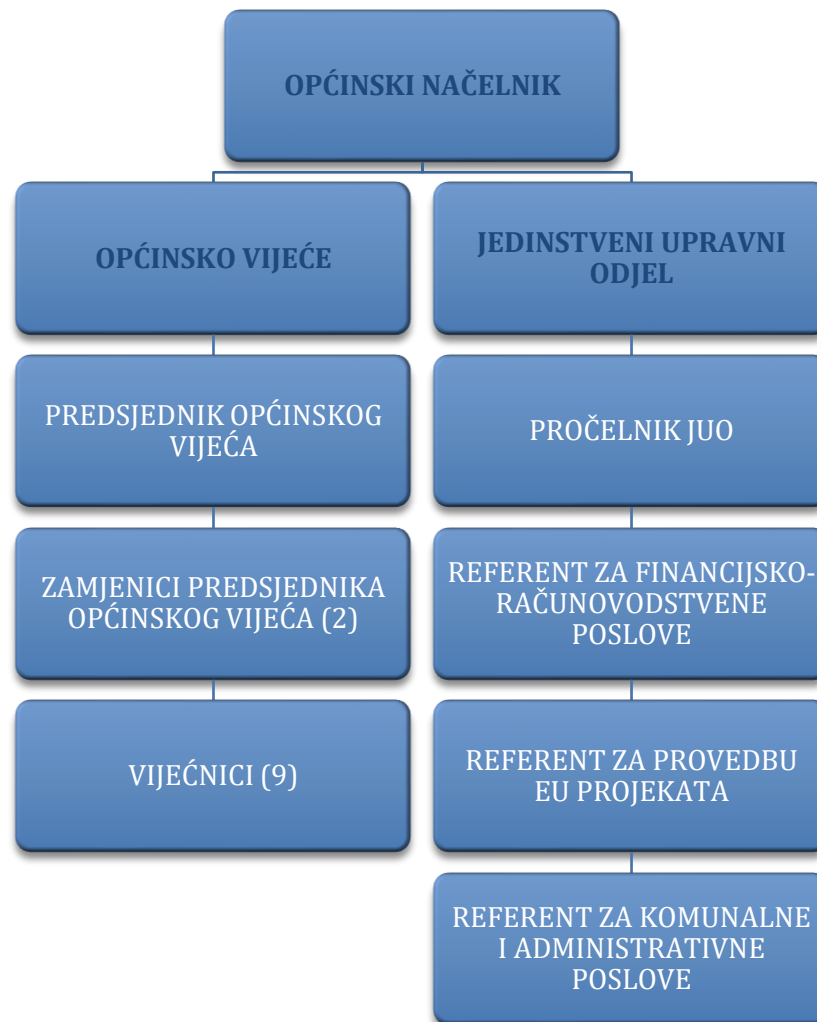 OPĆINSKI NAČELNIK
OPĆINSKO VIJEĆE
PREDSJEDNIK OPĆINSKOG
VIJEĆA
ZAMJENICI PREDSJEDNIKA
OPĆINSKOG VIJEĆA (2)
VIJEĆNICI (9)
JEDINSTVENI UPRAVNI
ODJEL
PROČELNIK JUO
REFERENT ZA FINANCIJSKO-
RAČUNOVODSTVENE
POSLOVE
REFERENT ZA PROVEDBU
EU PROJEKATA
REFERENT ZA KOMUNALNE
I ADMINISTRATIVNE
POSLOVE